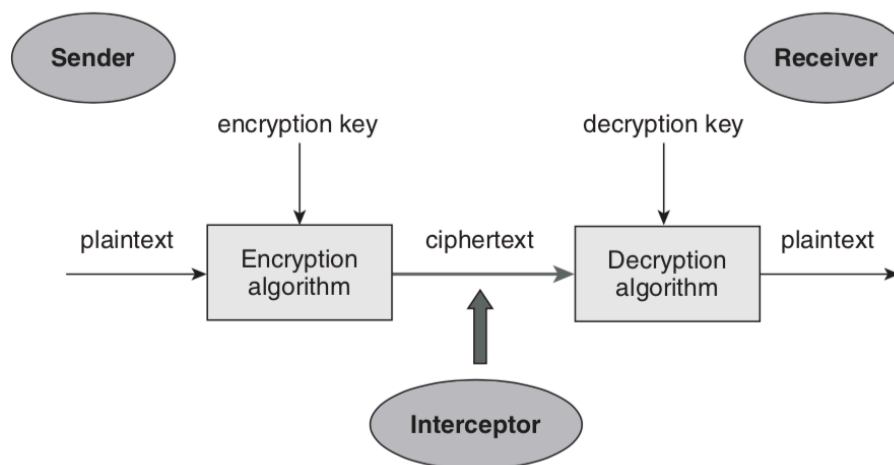 Sender
Receiver
encryption key
decryption key
plaintext
Encryption
algorithm
ciphertext
Decryption
algorithm
plaintext
Interceptor